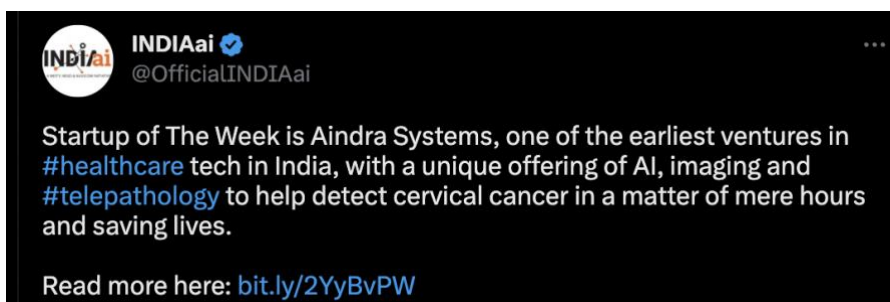 INDIAai
INDIAai
@OfficialINDIAai
Startup of The Week is Aindra Systems, one of the earliest ventures in
#healthcare tech in India, with a unique offering of AI, imaging and
#telepathology to help detect cervical cancer in a matter of mere hours
and saving lives.
Read more here: bit.ly/2YyBvPW